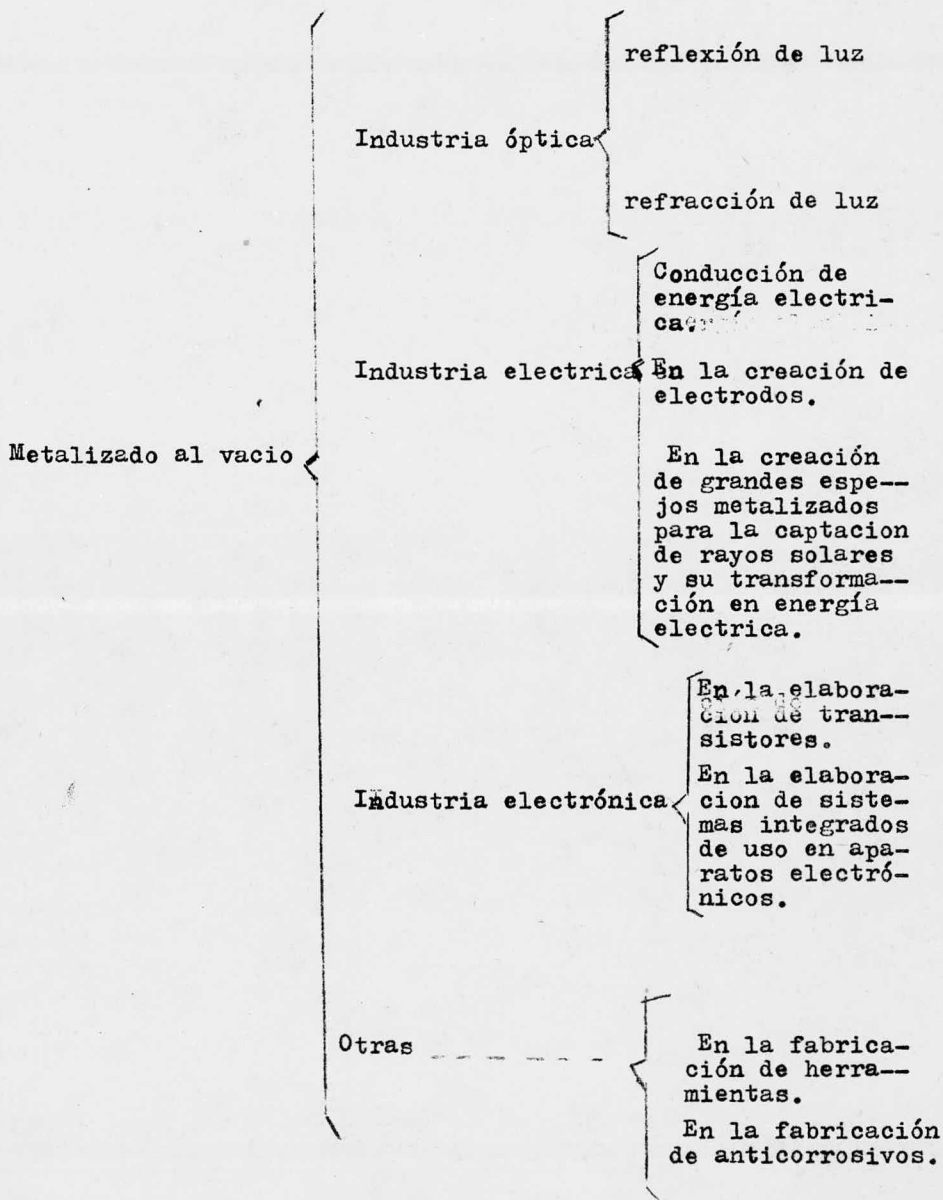 reflexión de luz
Industria óptica
refracción de luz
Conducción de
energía electri-
ca.
Industria electrica
En la creación de
electrodos.
Metalizado al vacio
En la creación
de grandes espe--
jos metalizados
para la captacion
de rayos solares
y su transforma--
ción en energía
electrica.
En la elabora-
cion de tran--
sistores.
Industria electrónica
En la elabora-
cion de siste-
mas integrados
de uso en apa-
ratos electró-
nicos.
Otras
En la fabrica-
ción de herra--
mientas.
En la fabricación
de anticorrosivos.